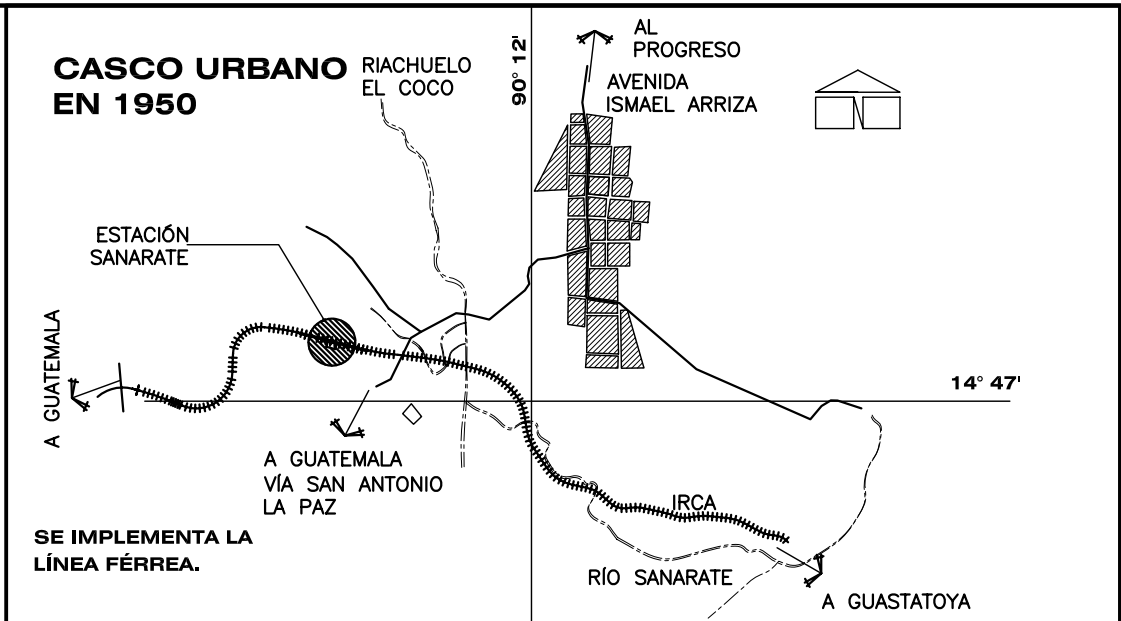 CASCO URBANO
EN 1950
RIACHUELO
EL COCO
90° 12'
AL
PROGRESO
AVENIDA
ISMAEL ARRIZA
ESTACIÓN
SANARATE
A GUATEMALA
14° 47'
A GUATEMALA
VÍA SAN ANTONIO
LA PAZ
IRCA
SE IMPLEMENTA LA
LÍNEA FÉRREA.
RÍO SANARATE
A GUASTATOYA